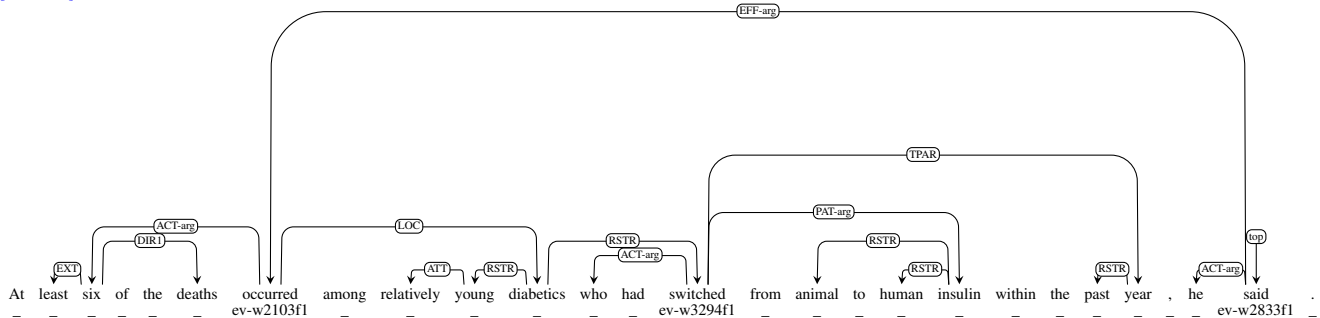 EFF-arg
TPAR
PAT-arg
ACT-arg LOC
top
DIR1 RSTR RSTR
ACT-arg
EXT ATT RSTR RSTR RSTR ACT-arg
At least six of the deaths occurred among relatively young diabetics who had switched from animal to human insulin within the past year , he said .
_ _ _ _ _ _ ev-w2103f1 _ _ _ _ _ _ ev-w3294f1 _ _ _ _ _ _ _ _ _ _ _ ev-w2833f1 _